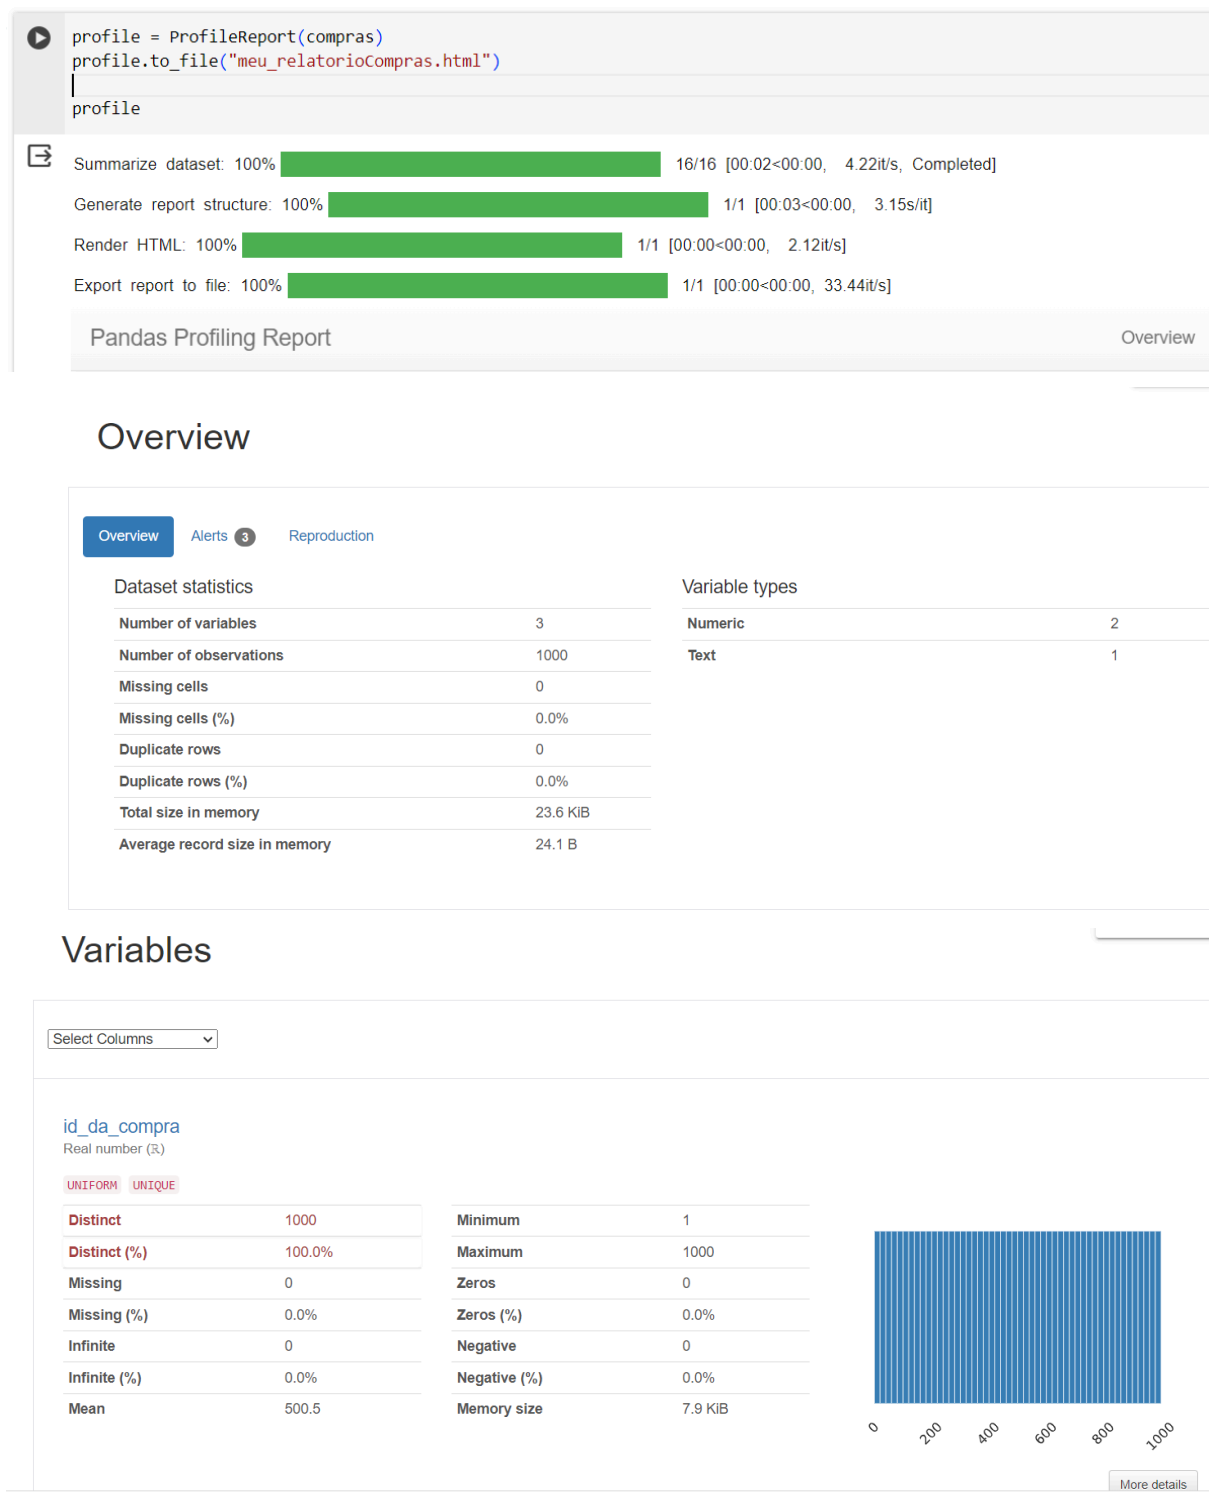 profile = ProfileReport(compras)
profile.to_file("meu_relatorioCompras.html")
profile
Summarize dataset: 100% 16/16 [00:02<00:00, 4.22it/s, Completed]
Generate report structure: 100% 1/1 [00:03<00:00, 3.15s/it]
Render HTML: 100% 1/1 [00:00<00:00, 2.12it/s]
Export report to file: 100% 1/1 [00:00<00:00, 33.44it/s]
Pandas Profiling Report Overview
Overview
Overview Alerts 3 Reproduction
Dataset statistics
Number of variables 3
Number of observations 1000
Missing cells 0
Missing cells (%) 0.0%
Duplicate rows 0
Duplicate rows (%) 0.0%
Total size in memory 23.6 KiB
Average record size in memory 24.1 B
Variable types
Numeric 2
Text 1
Variables
Select Columns
id_da_compra
Real number (ℝ)
UNIFORM UNIQUE
Distinct 1000
Distinct (%) 100.0%
Missing 0
Missing (%) 0.0%
Infinite 0
Infinite (%) 0.0%
Mean 500.5
Minimum 1
Maximum 1000
Zeros 0
Zeros (%) 0.0%
Negative 0
Negative (%) 0.0%
Memory size 7.9 KiB
0 200 400 600 800 1000
More details